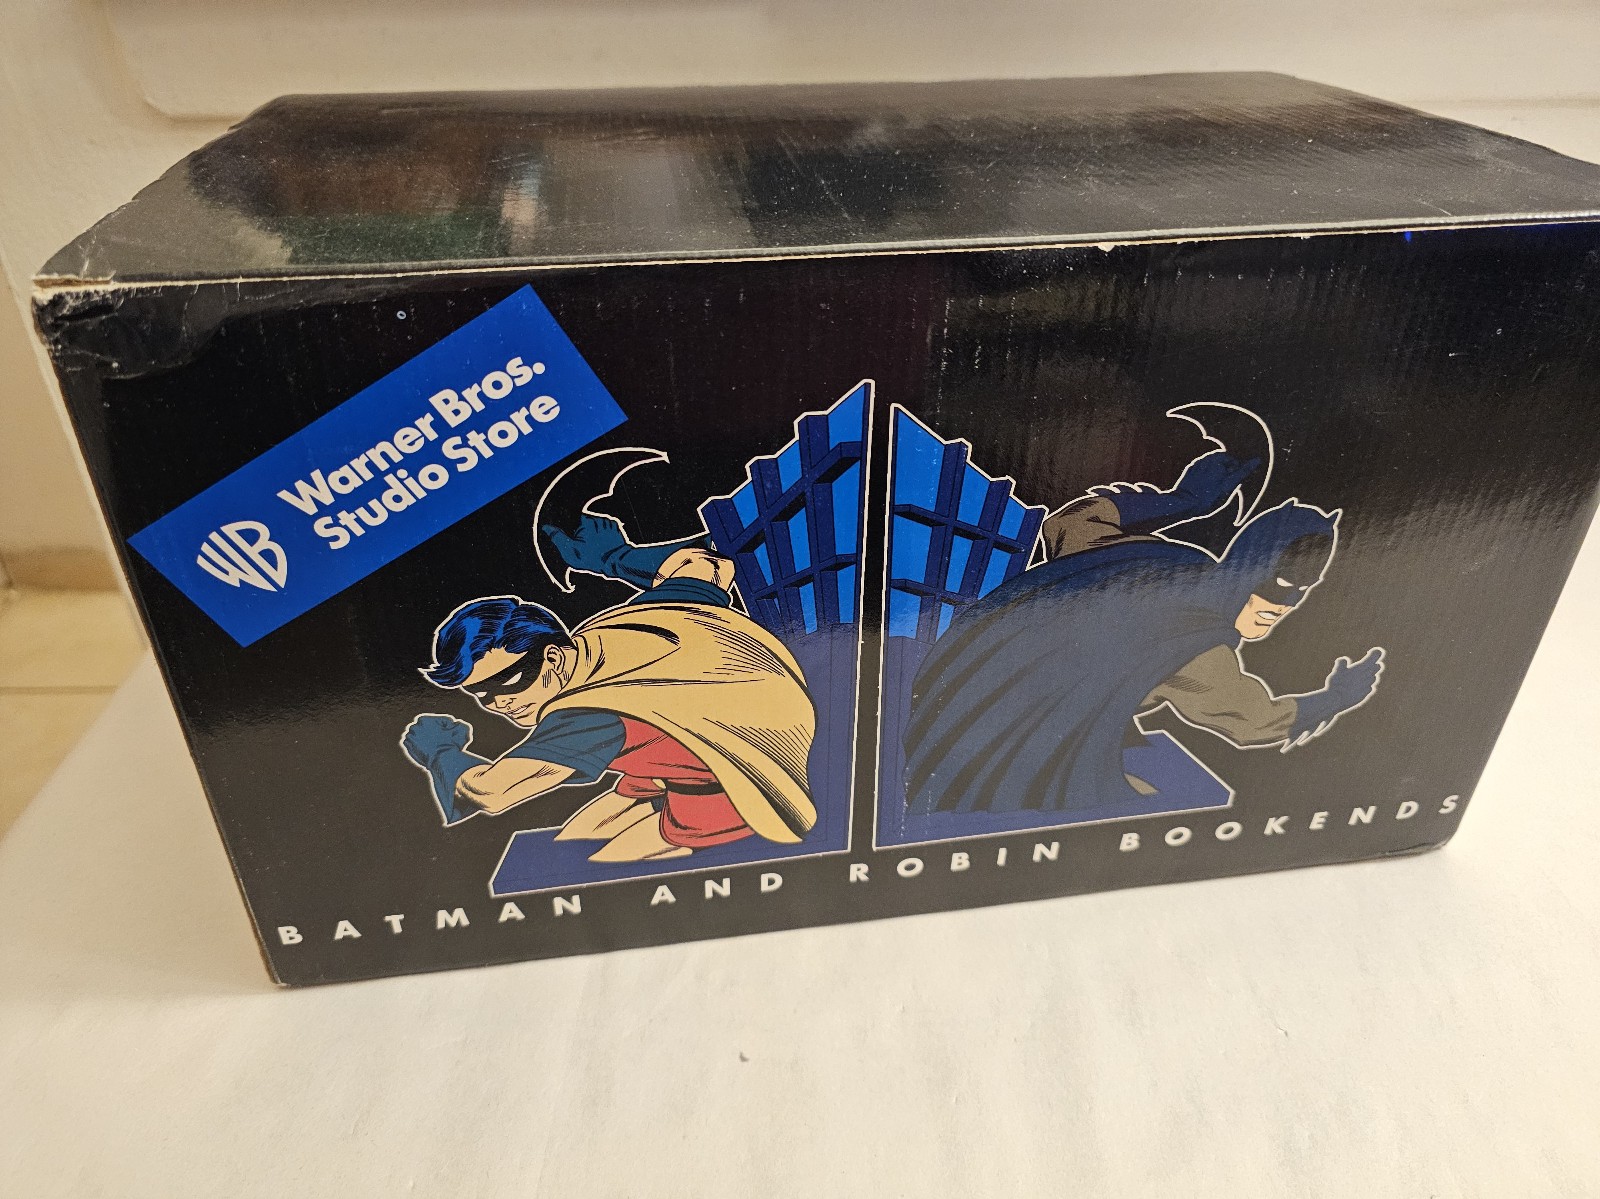 WB
Warner Bros.
Studio Store
BATMAN AND ROBIN BOOKENDS